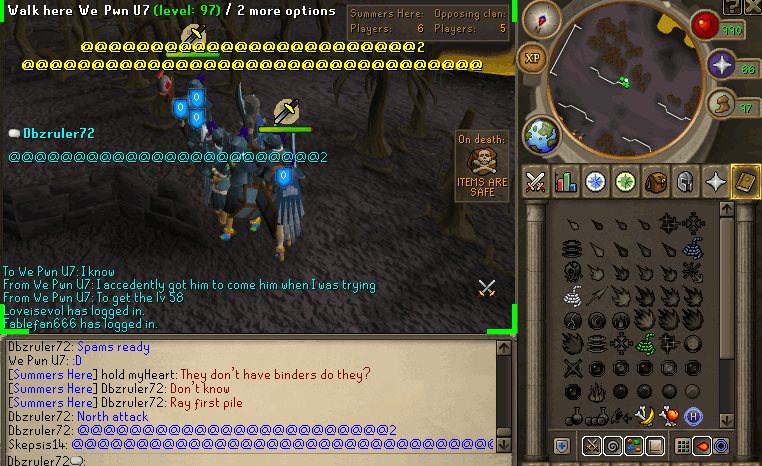 Walk here We Pwn U7 (level: 97) / 2 more options
Summers Here: Opposing clan:
Players: 6 Players: 5
@@@@@@@@@@@@@@@@@@@@@@@@2
@@@@@@@@@@@@@@@@@@@@@@@@@@@@@@@@@
0
0
0
Dbzruler72
@@@@@@@@@@@@@@@@@@@@@@@2
0
On death:
ITEMS ARE
SAFE
To We Pwn U7: I know
From We Pwn U7: I accedently got him to come him when I was trying
From We Pwn U7: To get the lv 58
Loveisevol has logged in.
Fablefan666 has logged in.
Dbzruler72: Spams ready
We Pwn U7: :D
[Summers Here] hold myHeart: They don't have binders do they?
[Summers Here] Dbzruler72: Don't know
[Summers Here] Dbzruler72: Ray first pile
Dbzruler72: North attack
Dbzruler72: @@@@@@@@@@@@@@@@@@@@@@@@2
Skepsis14: @@@@@@@@@@@@@@@@@@@@@@@@@@@@@@@@@
Dbzruler72:
990
XP
66
97
?
H